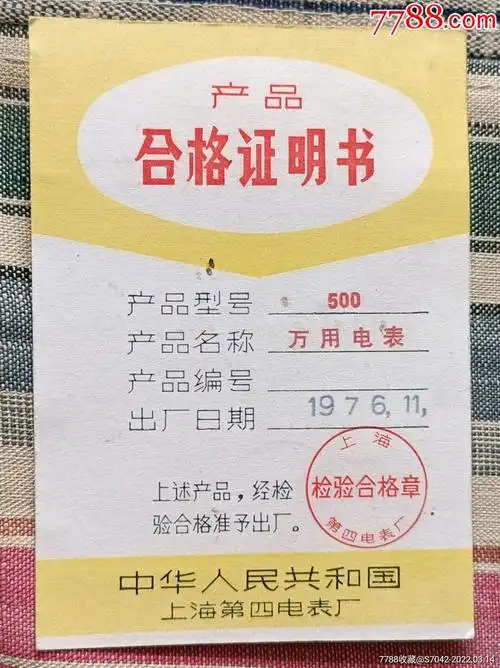 7788.com
产品
合格证明书
产品型号 500
产品名称 万用电表
产品编号
出厂日期 1976,11,
上海
检验合格章
第四电表厂
上述产品,经检
验合格准予出厂。
中华人民共和国
上海第四电表厂
7788收藏@S7042-2022.03.14